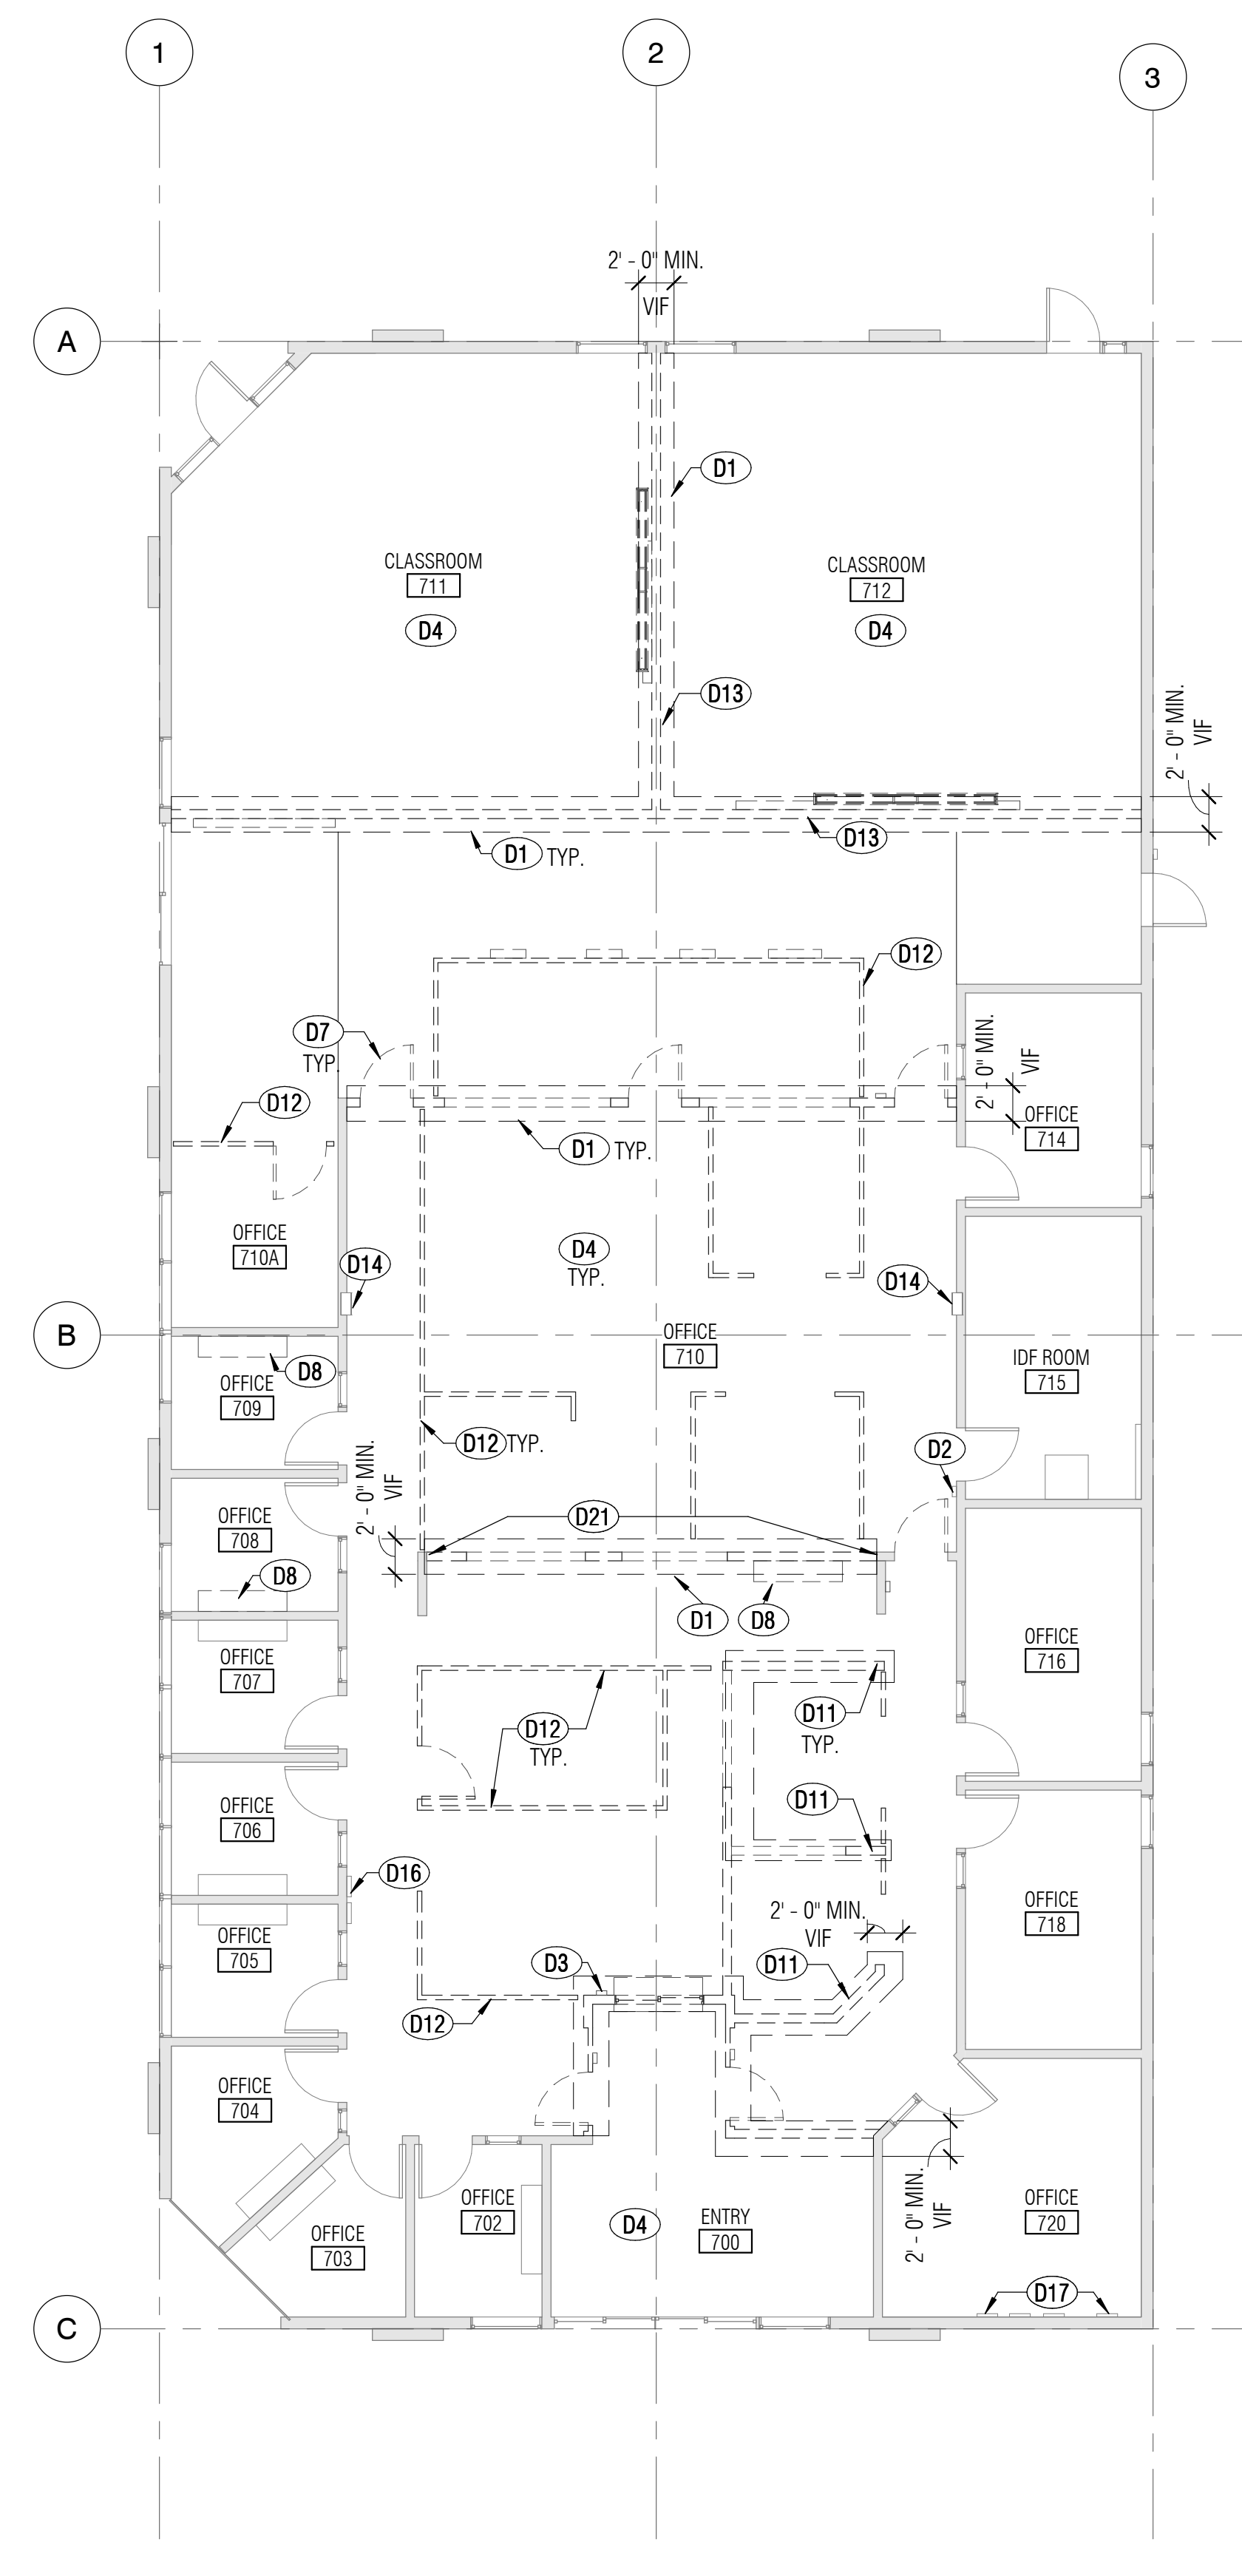 1
2
3
2' - 0" MIN.
VIF
A
D1
CLASSROOM
711
D4
CLASSROOM
712
D4
D13
2' - 0" MIN.
VIF
D13
D1 TYP.
D12
D7
TYP.
2' - 0" MIN.
VIF
D12
OFFICE
714
D1 TYP.
OFFICE
710A
D4
TYP.
D14
D14
B
OFFICE
710
IDF ROOM
715
D8
OFFICE
709
D12 TYP.
D2
2' - 0" MIN.
VIF
OFFICE
708
D21
D8
D1
D8
OFFICE
707
OFFICE
716
D11
TYP.
D12
TYP.
D11
OFFICE
706
D16
2' - 0" MIN.
VIF
OFFICE
718
OFFICE
705
D3
D11
D12
OFFICE
704
2' - 0" MIN.
VIF
OFFICE
702
OFFICE
703
D4
ENTRY
700
OFFICE
720
D17
C